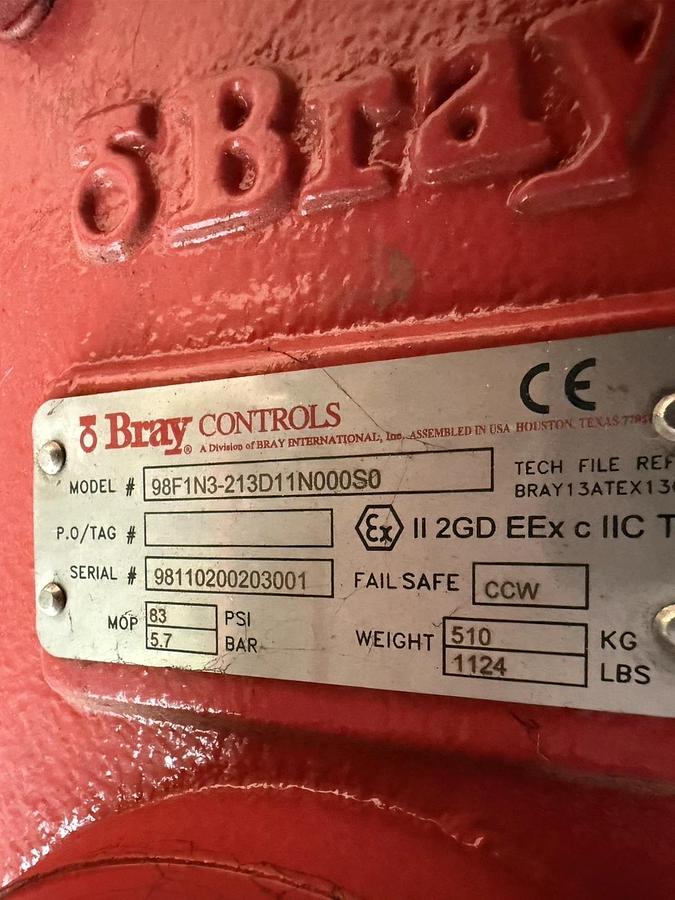 Bray
Bray® CONTROLS
CE
A Division of BRAY INTERNATIONAL, Inc. ASSEMBLED IN USA HOUSTON, TEXAS
MODEL # 98F1N3-213D11N000S0
TECH FILE REF
BRAY13ATEX13
P.O/TAG #
Ex II 2GD EEx c IIC T
SERIAL # 98110200203001
FAIL SAFE CCW
MOP 83 PSI
5.7 BAR
WEIGHT 510 KG
1124 LBS